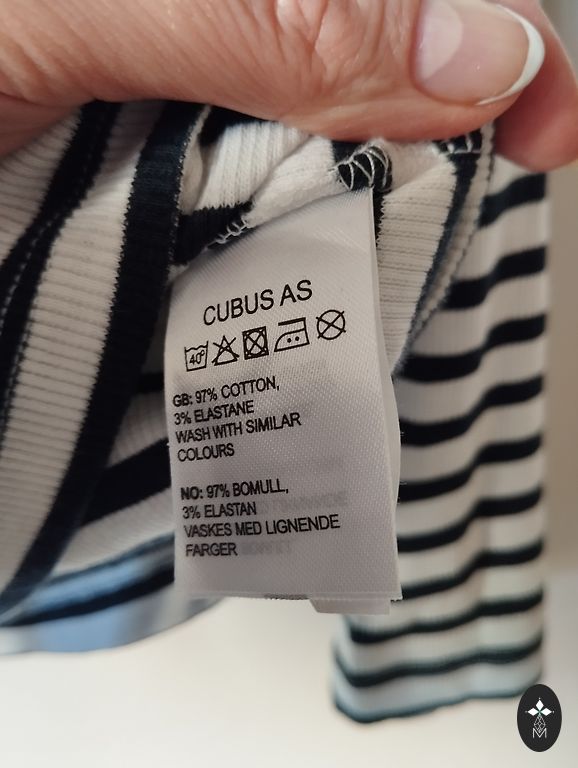 CUBUS AS
40°
GB: 97% COTTON,
3% ELASTANE
WASH WITH SIMILAR
COLOURS
NO: 97% BOMULL,
3% ELASTAN
VASKES MED LIGNENDE
FARGER
M